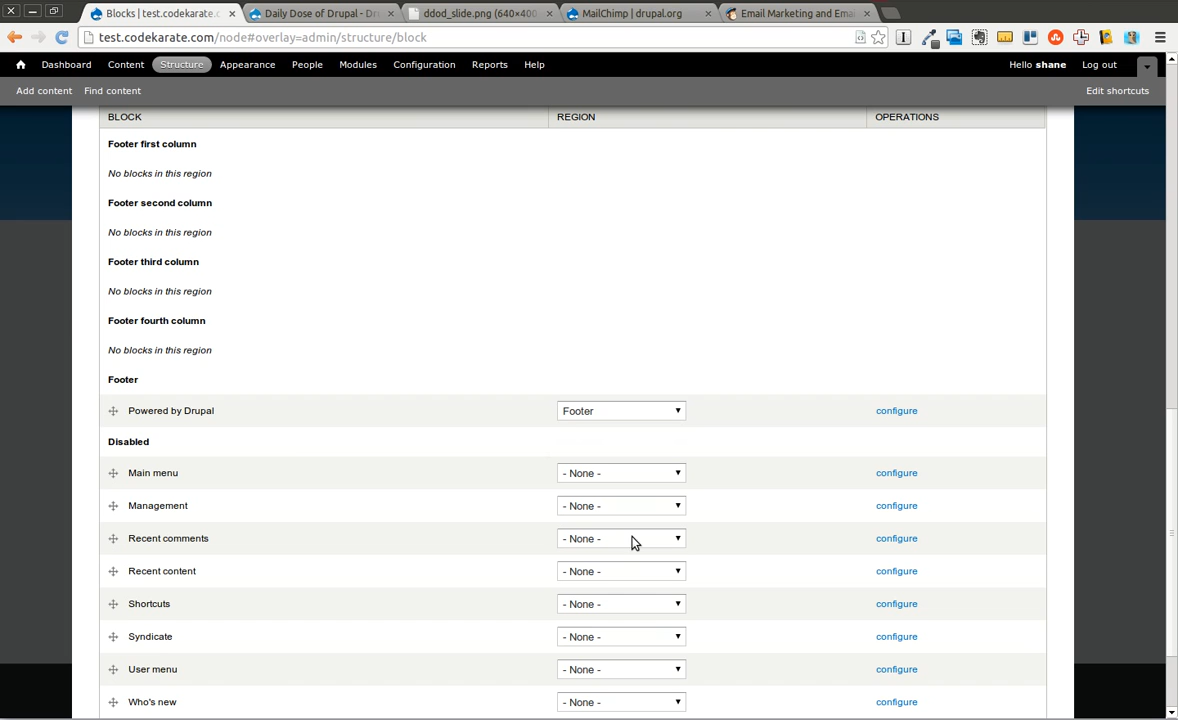 Blocks | test.codekarate.c
Daily Dose of Drupal - Dr
ddod_slide.png (640×400
MailChimp | drupal.org
Email Marketing and Ema
test.codekarate.com/node#overlay=admin/structure/block
Dashboard Content Structure Appearance People Modules Configuration Reports Help Hello shane Log out
Add content Find content Edit shortcuts
BLOCK REGION OPERATIONS
Footer first column
No blocks in this region
Footer second column
No blocks in this region
Footer third column
No blocks in this region
Footer fourth column
No blocks in this region
Footer
Powered by Drupal Footer configure
Disabled
Main menu - None - configure
Management - None - configure
Recent comments - None - configure
Recent content - None - configure
Shortcuts - None - configure
Syndicate - None - configure
User menu - None - configure
Who's new - None - configure